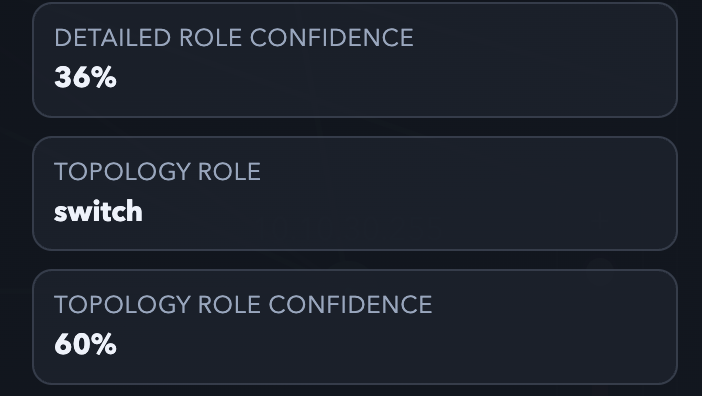 DETAILED ROLE CONFIDENCE
36%
TOPOLOGY ROLE
switch
TOPOLOGY ROLE CONFIDENCE
60%